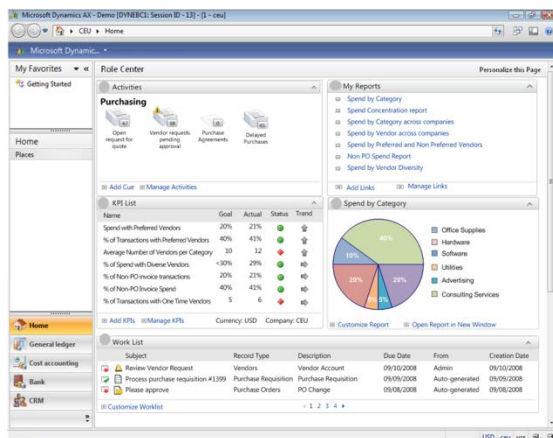 Microsoft Dynamics AX - Demo [DYNEBC1: Session ID - 13] - [1 - ceu]
CEU ▸ Home
Microsoft Dynamic...
My Favorites
Getting Started
Home
Places
Home
General ledger
Cost accounting
Bank
CRM
Role Center
Personalize this Page
Activities
Purchasing
Open request for quote
Vendor requests pending approval
Purchase Agreements
Delayed Purchases
Add Cue Manage Activities
My Reports
Spend by Category
Spend Concentration report
Spend by Category across companies
Spend by Vendor across companies
Spend by Preferred and Non Preferred Vendors
Non PO Spend Report
Spend by Vendor Diversity
Add Links Manage Links
KPI List
Name Goal Actual Status Trend
Spend with Preferred Vendors 20% 21%
% of Transactions with Preferred Vendors 40% 41%
Average Number of Vendors per Category 10 12
% of Spend with Diverse Vendors <30% 29%
% of Non-PO invoice transactions 20% 21%
% of Non-PO Invoice Spend 40% 41%
% of Transactions with One Time Vendors 5 6
Add KPIs Manage KPIs Currency: USD Company: CEU
Spend by Category
40%
10%
20%
5%
5%
20%
Office Supplies
Hardware
Software
Utilities
Advertising
Consulting Services
Customize Report Open Report in New Window
Work List
Subject Record Type Description Due Date From Creation Date
Review Vendor Request Vendors Vendor Account 09/10/2008 Admin 09/10/2008
Process purchase requisition #1399 Purchase Requisition Purchase Requisition 09/09/2008 Auto-generated 09/09/2008
Please approve Purchase Orders PO Change 09/08/2008 Auto-generated 09/08/2008
Customize Worklist
1 2 3 4
USD ceu usr